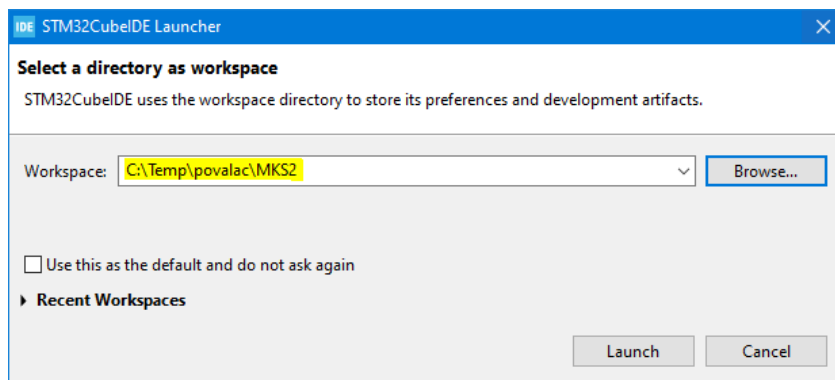 IDE STM32CubeIDE Launcher
Select a directory as workspace
STM32CubeIDE uses the workspace directory to store its preferences and development artifacts.
Workspace: C:\Temp\povalac\MKS2 Browse...
Use this as the default and do not ask again
Recent Workspaces
Launch Cancel